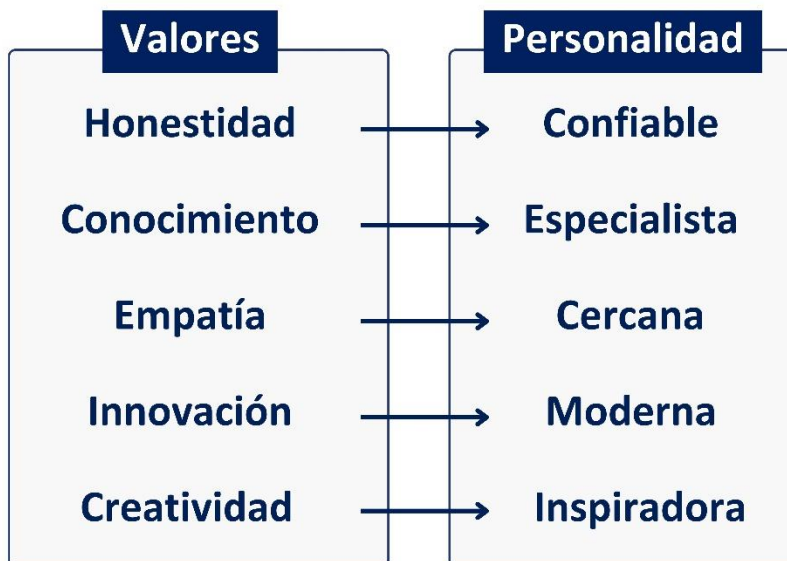 Valores Personalidad
Honestidad Confiable
Conocimiento Especialista
Empatía Cercana
Innovación Moderna
Creatividad Inspiradora